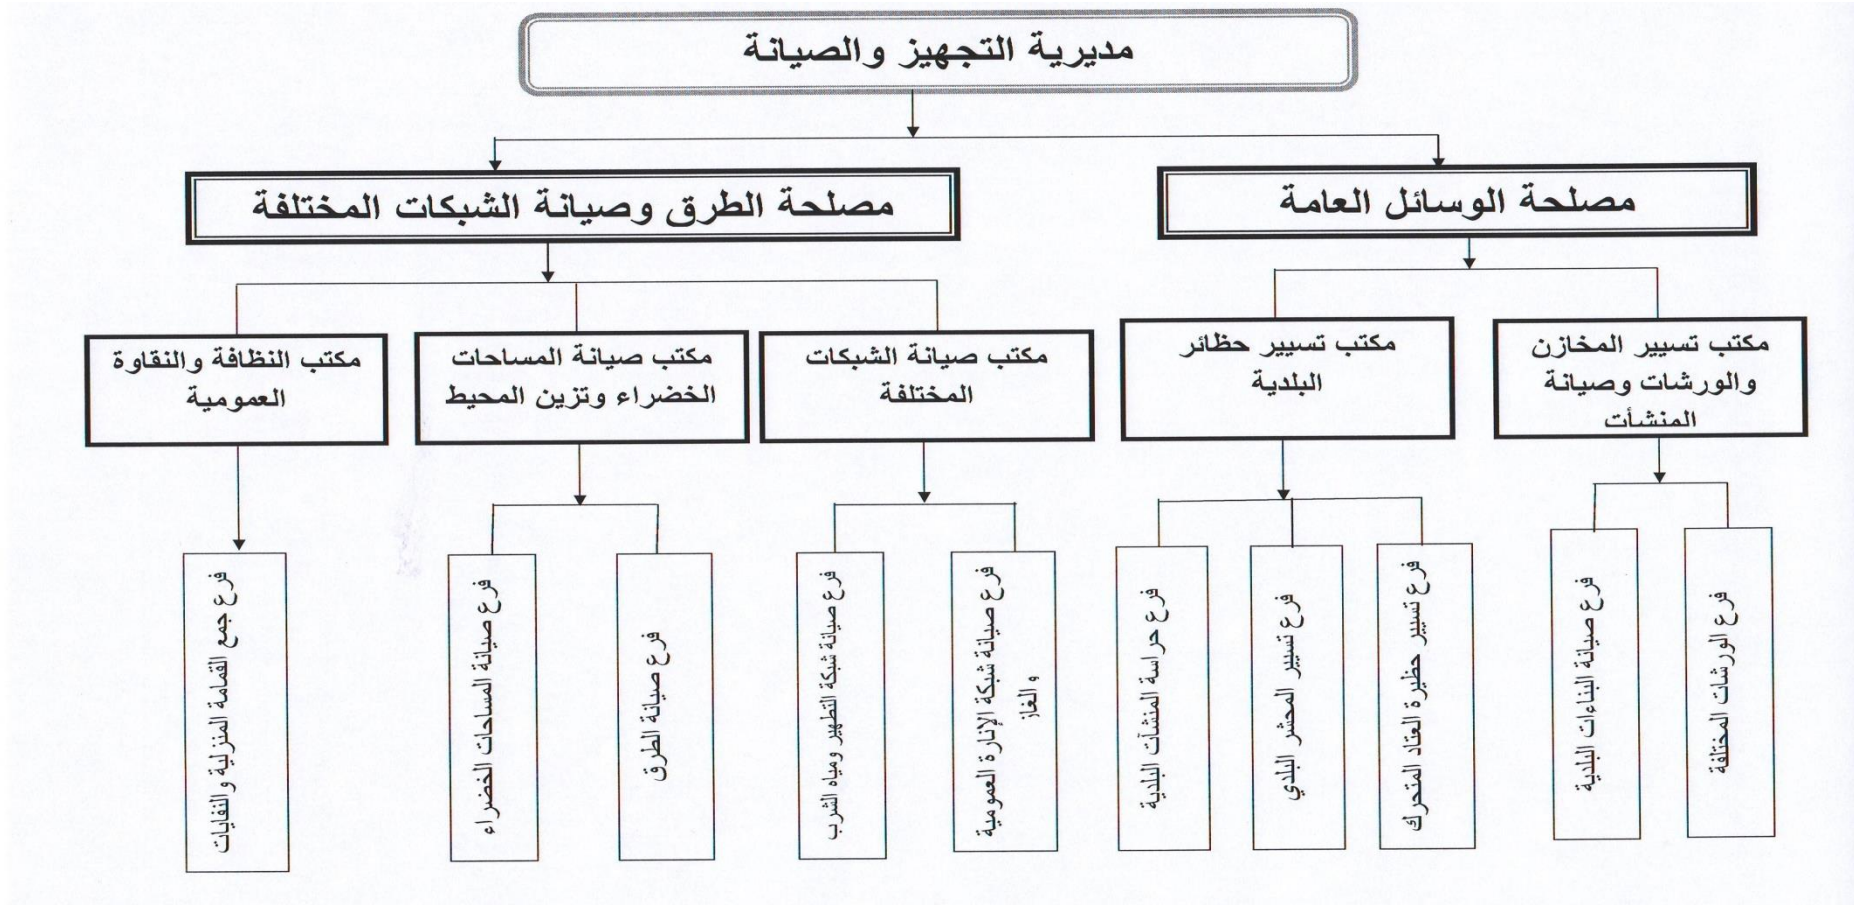 مديرية التجهيز والصيانة
مصلحة الوسائل العامة
مصلحة الطرق وصيانة الشبكات المختلفة
مكتب تسيير المخازن
والورشات وصيانة
المنشأت
مكتب تسيير حظائر
البلدية
مكتب صيانة الشبكات
المختلفة
مكتب صيانة المساحات
الخضراء وتزين المحيط
مكتب النظافة والنقاوة
العمومية
فرع الورشات المختلفة
فرع صيانة البناءات البلدية
فرع تسيير حظيرة العتاد المتحرك
فرع تسيير المحشر البلدي
فرع حراسة المنشأت البلدية
فرع صيانة شبكة الإنارة العمومية
والغاز
فرع صيانة شبكة التطهير ومياه الشرب
فرع صيانة الطرق
فرع صيانة المساحات الخضراء
فرع جمع القمامة المنزلية والنفايات